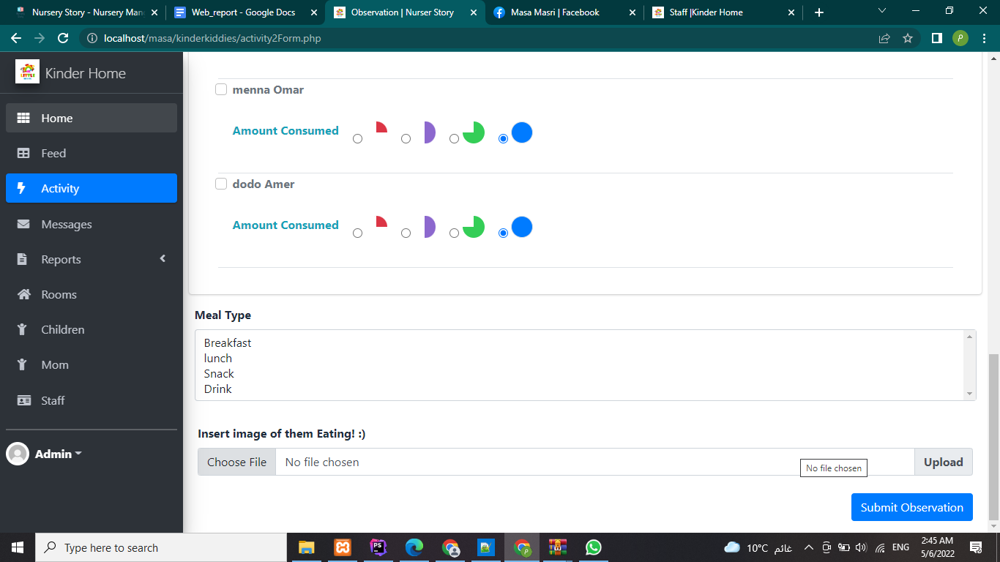 Nursery Story - Nursery Man
Web_report - Google Docs
Observation | Nurser Story
Masa Masri | Facebook
Staff |Kinder Home
localhost/masa/kinderkiddies/activity2Form.php
P
LITTLE
Kinder Home
menna Omar
Home
Amount Consumed
Feed
dodo Amer
Activity
Messages
Amount Consumed
Reports
Rooms
Meal Type
Children
Breakfast
lunch
Mom
Snack
Drink
Staff
Insert image of them Eating! :)
Admin
Choose File No file chosen Upload
No file chosen
Submit Observation
Type here to search
PS
P
10°C غائم
ENG
2:45 AM
5/6/2022